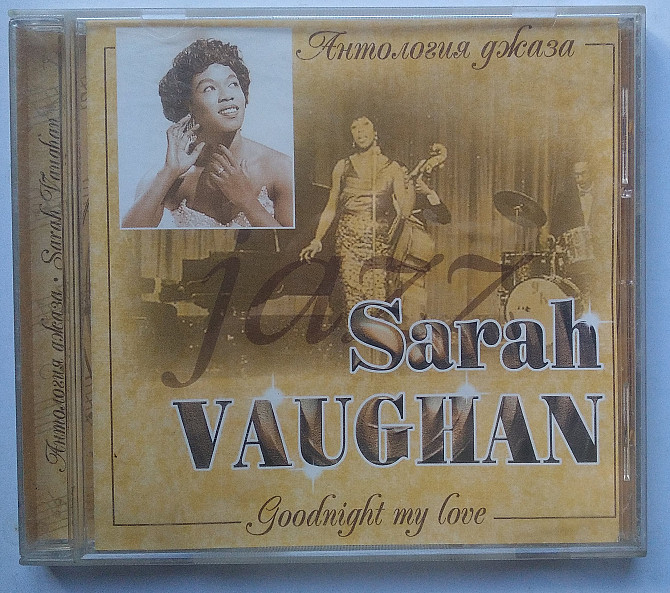 Антология джаза
jazz
Sarah
VAUGHAN
Goodnight my love
Антология джаза • Sarah Vaughan